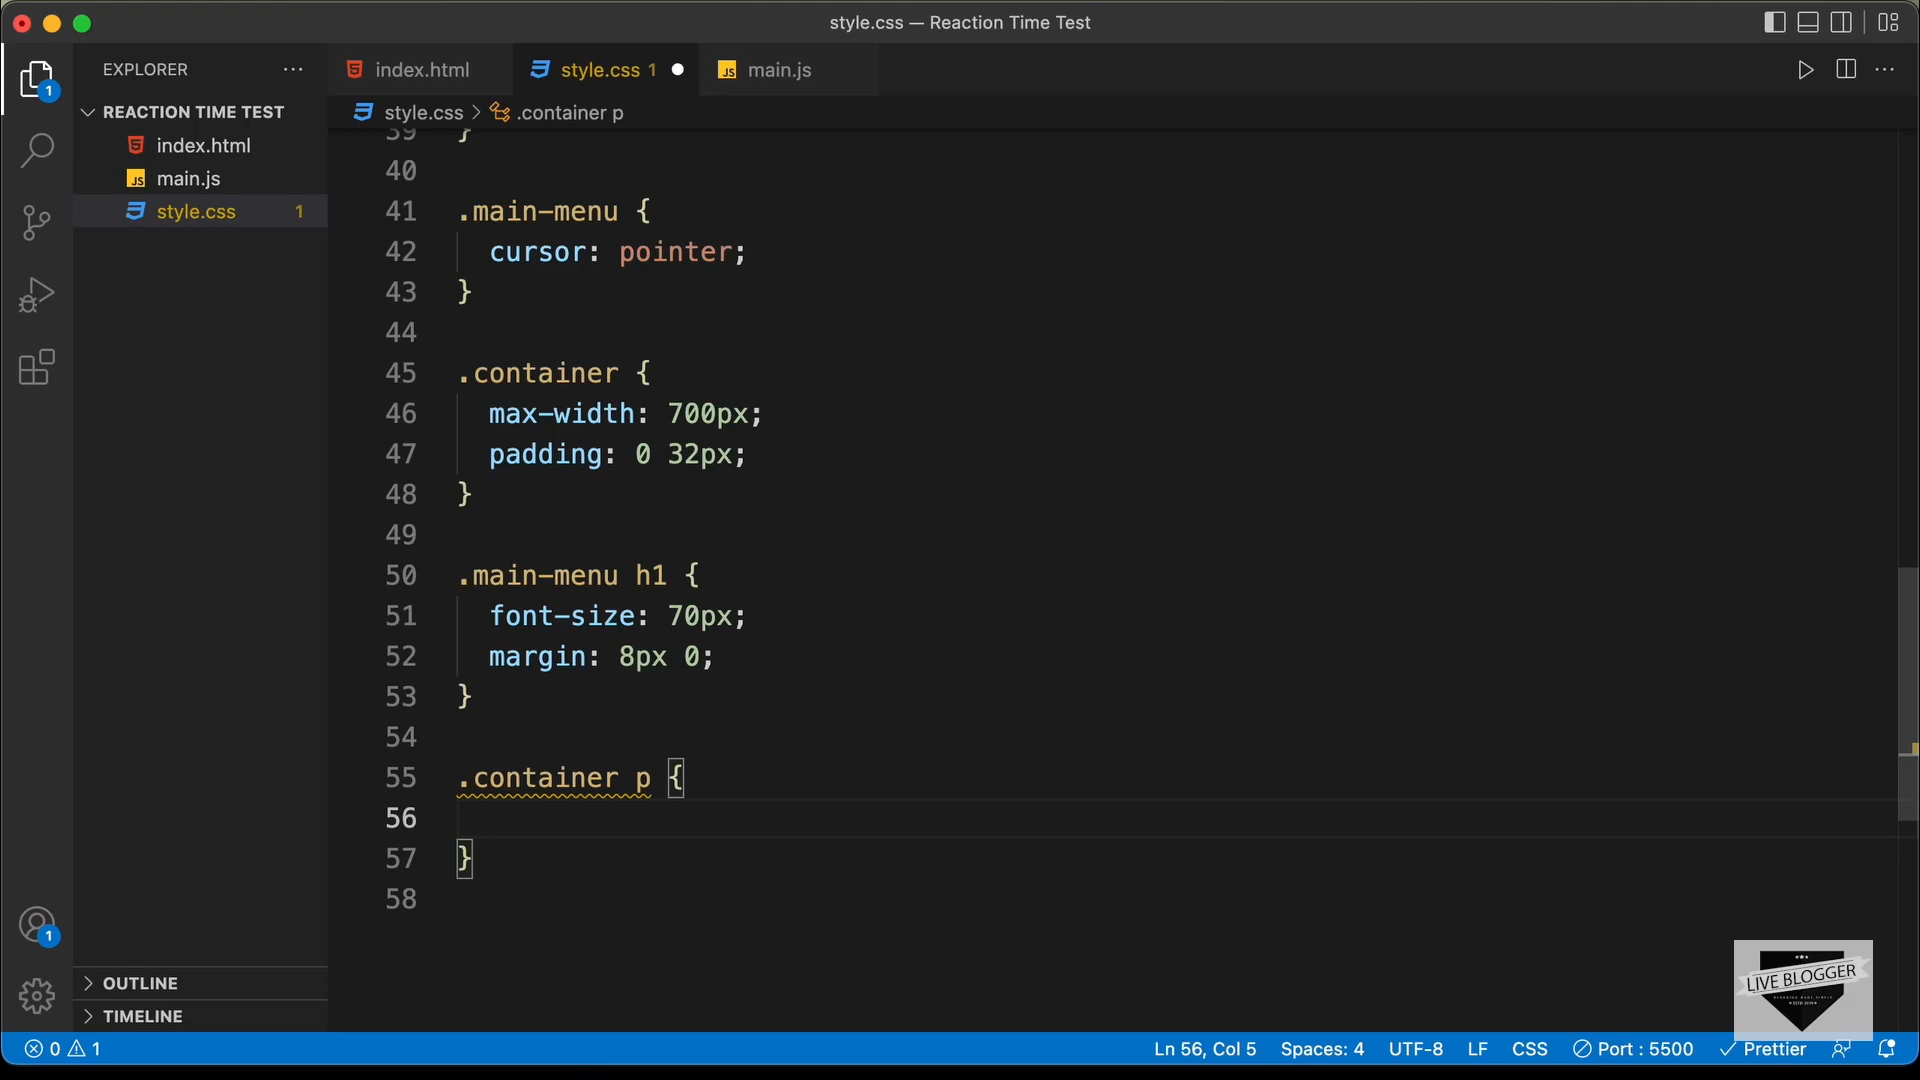 style.css — Reaction Time Test
EXPLORER
index.html
style.css 1
main.js
REACTION TIME TEST
style.css > .container p
index.html
main.js
style.css 1
39 }
40
41 .main-menu {
42 cursor: pointer;
43 }
44
45 .container {
46 max-width: 700px;
47 padding: 0 32px;
48 }
49
50 .main-menu h1 {
51 font-size: 70px;
52 margin: 8px 0;
53 }
54
55 .container p {
56
57 }
58
1
1
OUTLINE
TIMELINE
LIVE BLOGGER
0 1
Ln 56, Col 5
Spaces: 4
UTF-8
LF
CSS
Port : 5500
Prettier